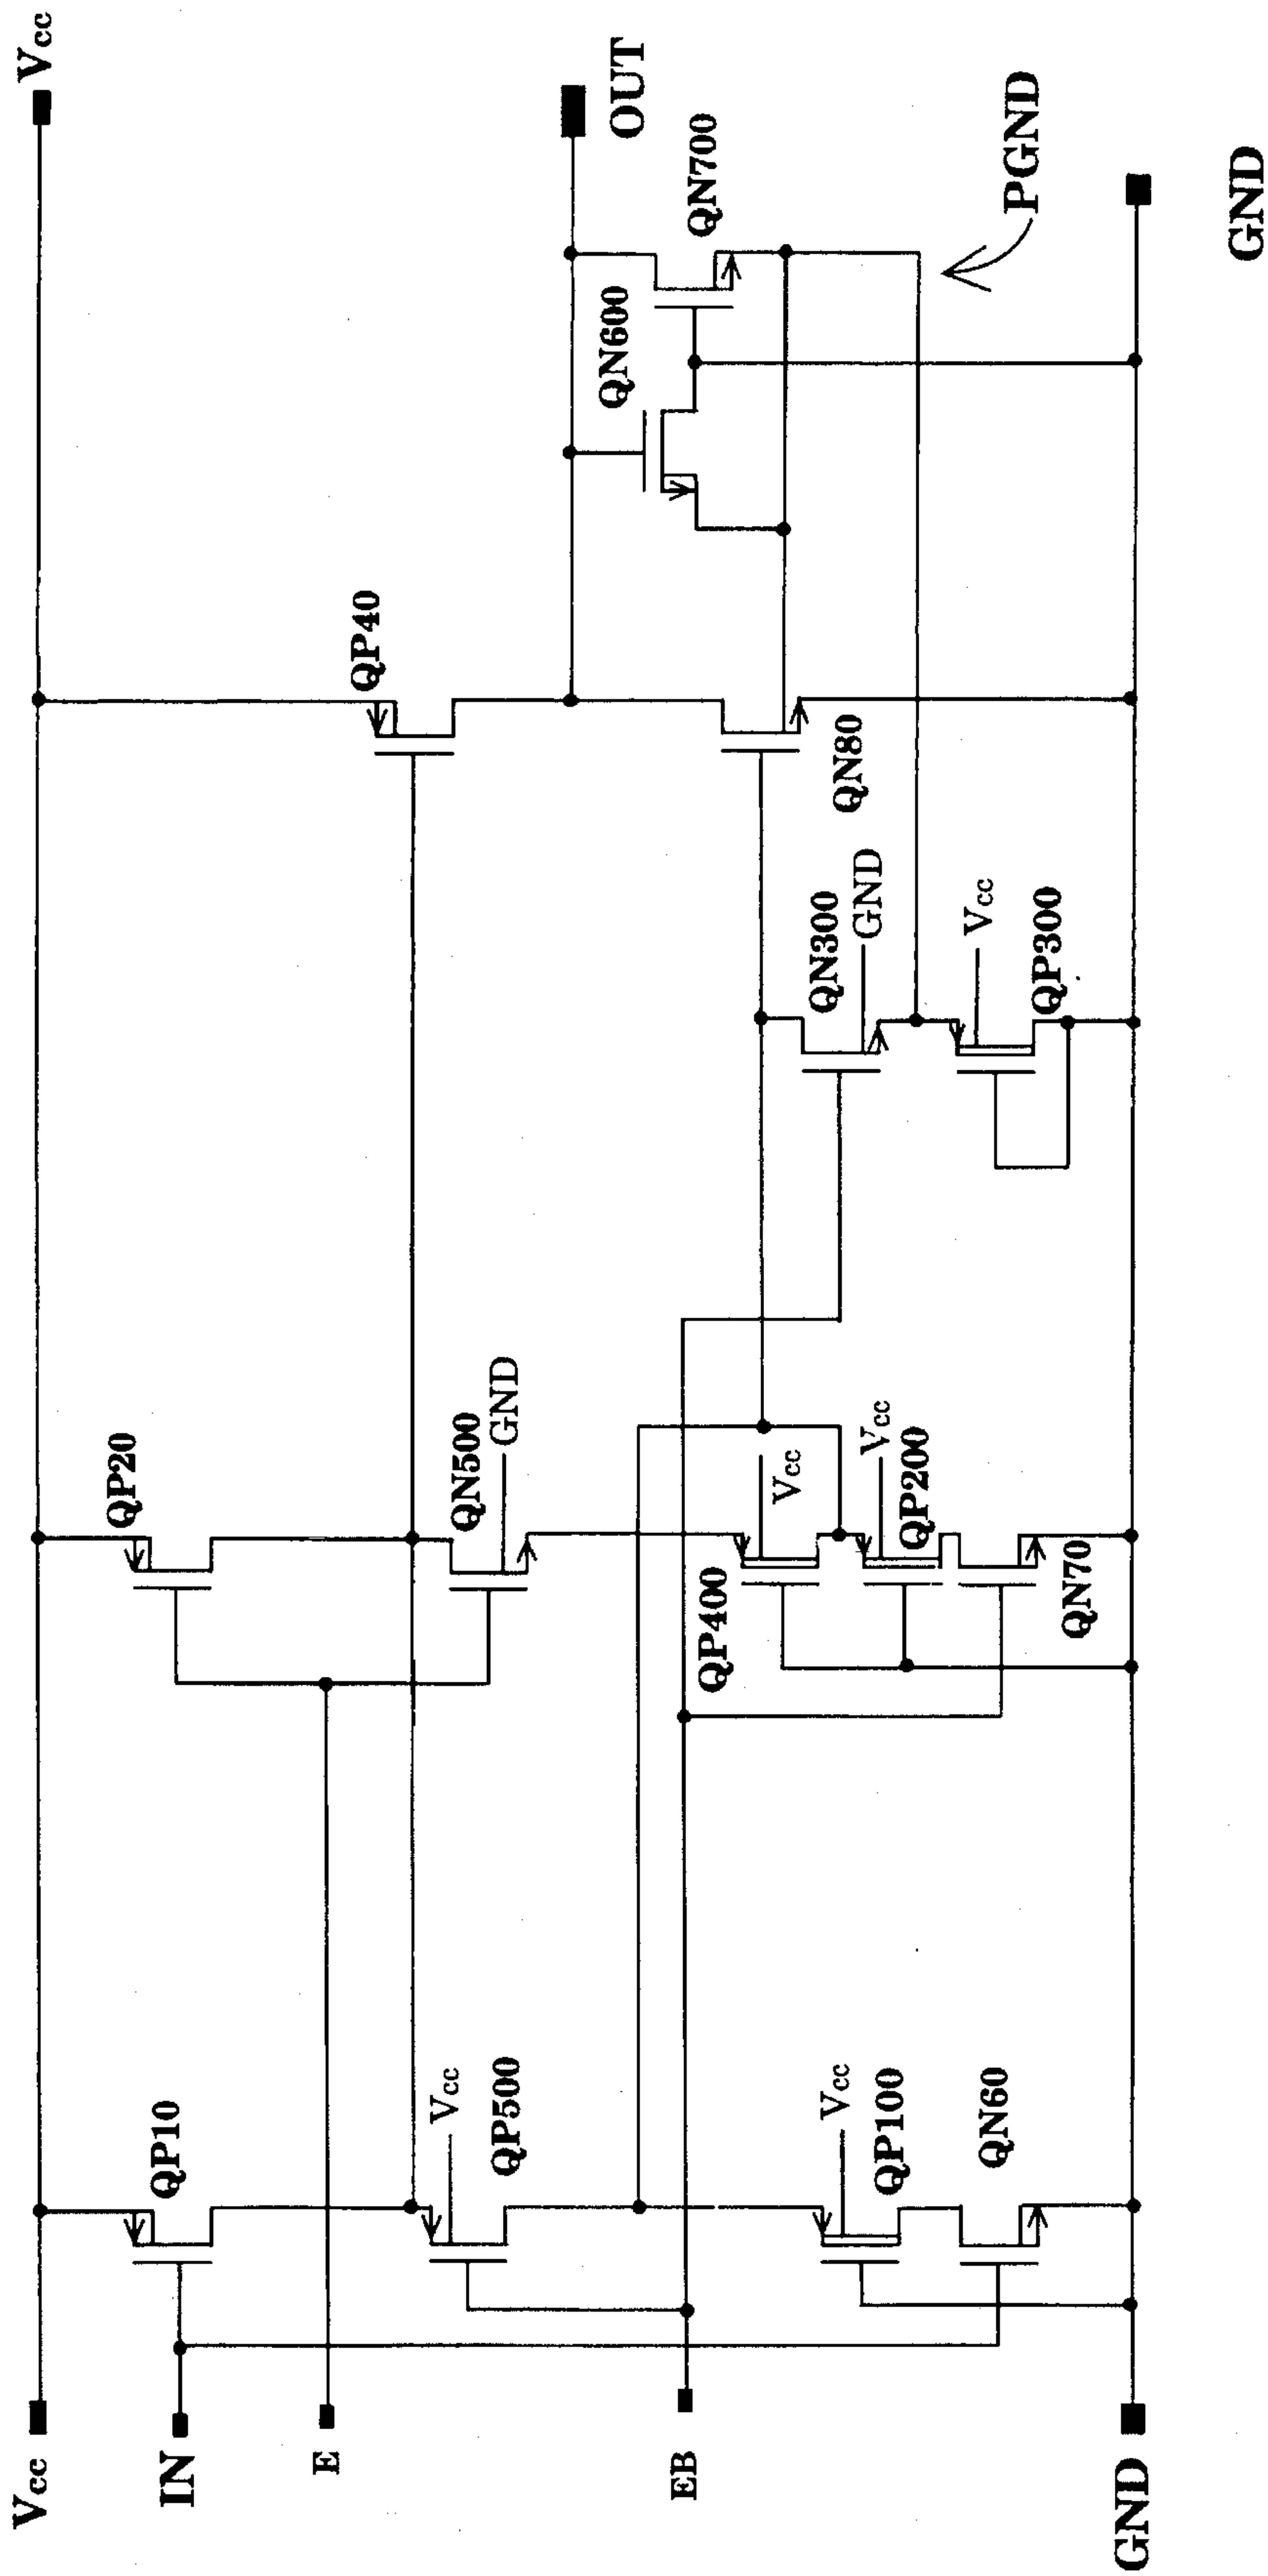 Vcc
Vcc
QP10
QP20
QP40
OUT
IN
E
Vcc
QP500
QN500
GND
QN600
QN700
EB
QP400
Vcc
Vcc
QP200
QN300
GND
QN80
PGND
Vcc
QP100
QN60
QN70
Vcc
QP300
GND
GND